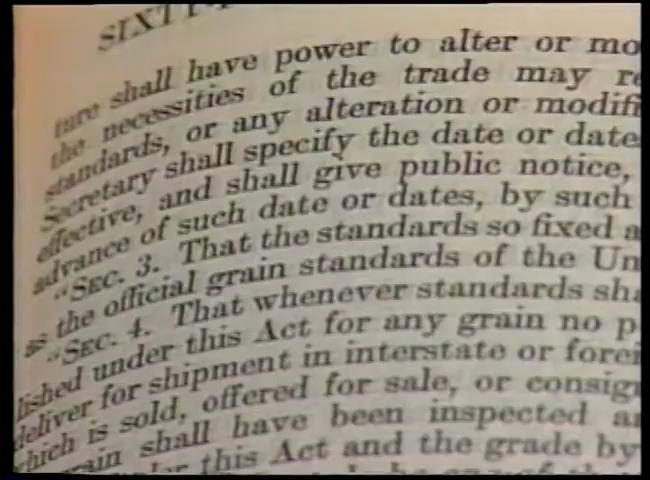 ture shall have power to alter or mo
the necessities of the trade may re
standards, or any alteration or modifi
Secretary shall specify the date or date
effective, and shall give public notice,
advance of such date or dates, by such
"SEC. 3. That the standards so fixed a
as the official grain standards of the Un
"SEC. 4. That whenever standards sha
lished under this Act for any grain no p
deliver for shipment in interstate or forei
which is sold, offered for sale, or consign
grain shall have been inspected an
this Act and the grade by